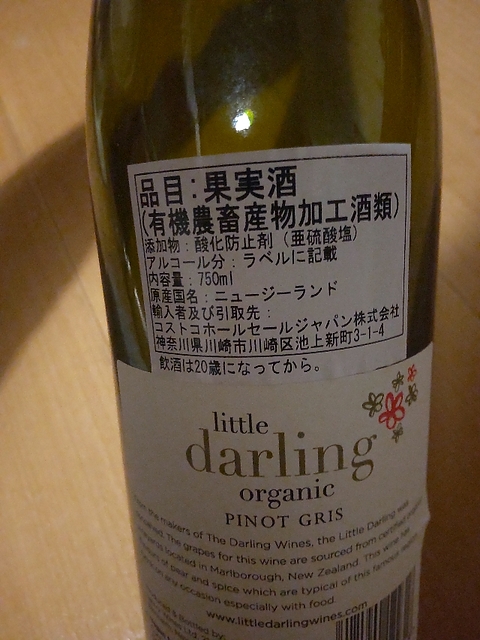 品目:果実酒
(有機農畜産物加工酒類)
添加物:酸化防止剤(亜硫酸塩)
アルコール分:ラベルに記載
内容量:750ml
原産国名:ニュージーランド
輸入者及び引取先:
コストコホールセールジャパン株式会社
神奈川県川崎市川崎区池上新町3-1-4
飲酒は20歳になってから。
little
darling
organic
PINOT GRIS
the makers of The Darling Wines, the Little Darling
The grapes for this wine are sourced from certified
located in Marlborough, New Zealand. This wine has
of pear and spice which are typical of this famous
any occasion especially with food.
www.littledarlingwines.com